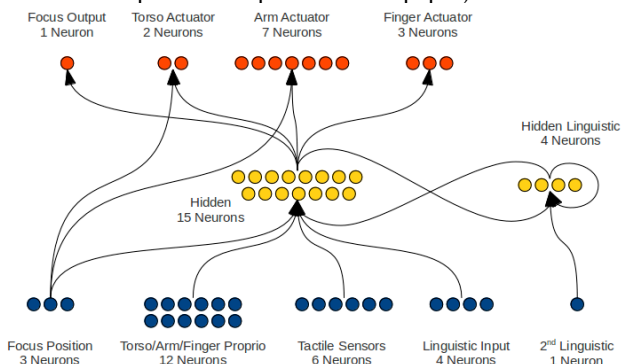 Focus Output
1 Neuron
Torso Actuator
2 Neurons
Arm Actuator
7 Neurons
Finger Actuator
3 Neurons
Hidden Linguistic
4 Neurons
Hidden
15 Neurons
Focus Position
3 Neurons
Torso/Arm/Finger Proprio
12 Neurons
Tactile Sensors
6 Neurons
Linguistic Input
4 Neurons
2nd Linguistic
1 Neuron